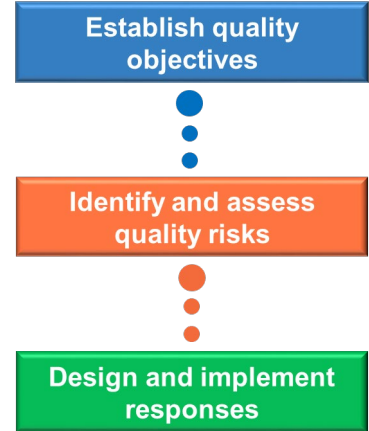 Establish quality
objectives
Identify and assess
quality risks
Design and implement
responses